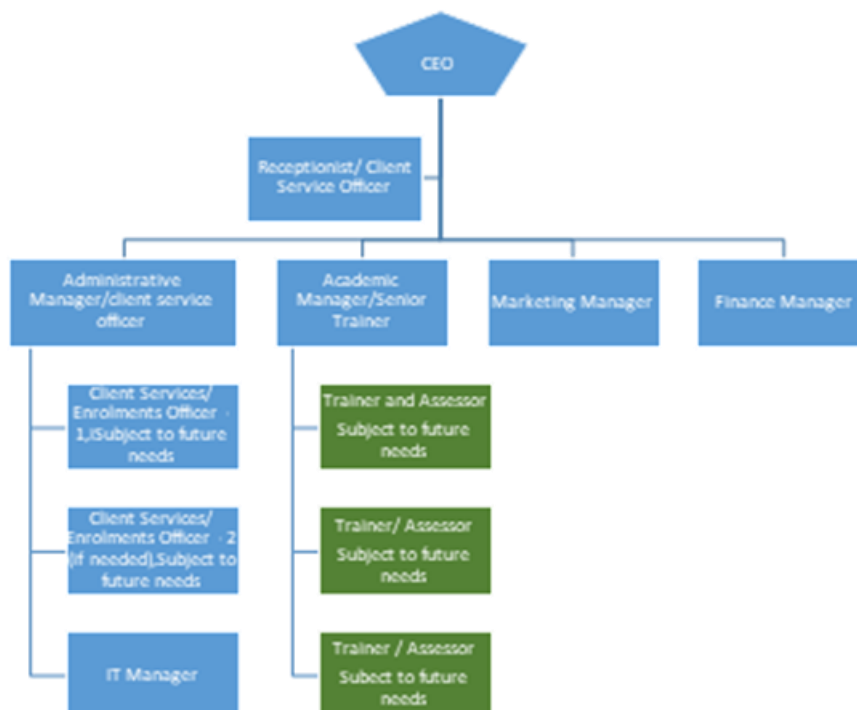 CEO
Receptionist/ Client
Service Officer
Administrative
Manager/client service
officer
Academic
Manager/Senior
Trainer
Marketing Manager
Finance Manager
Client Services/
Enrolments Officer - 
1,iSubject to future
needs
Trainer and Assessor
Subject to future
needs
Client Services/
Enrolments Officer - 2
(if needed),Subject to
future needs
Trainer/ Assessor
Subject to future
needs
IT Manager
Trainer / Assessor
Subect to future
needs